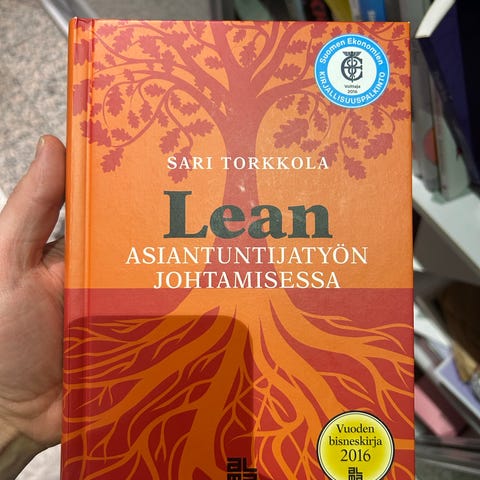 Suomen Ekonomien
Voittaja
2016
KIRJALLISUUSPALKINTO
SARI TORKKOLA
Lean
ASIANTUNTIJATYÖN
JOHTAMISESSA
Vuoden
bisneskirja
2016